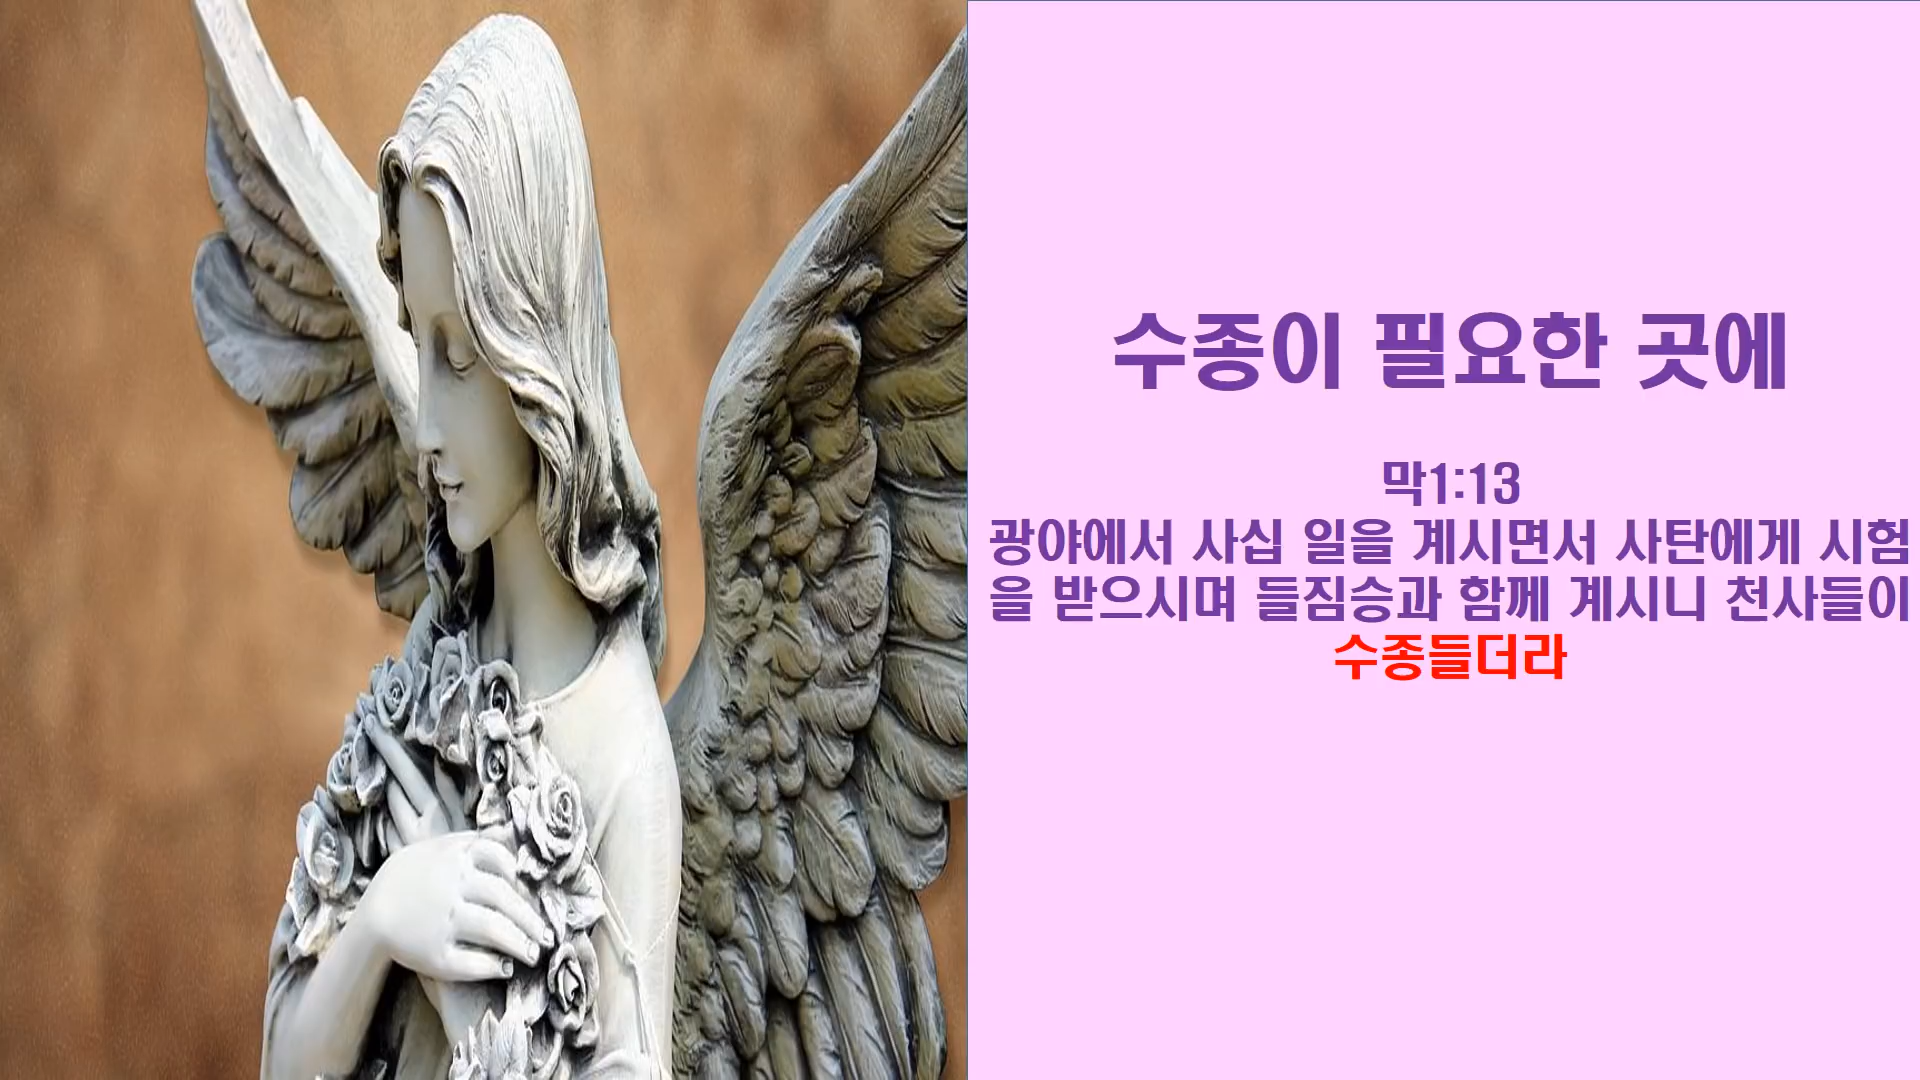 수종이 필요한 곳에
막1:13
광야에서 사십 일을 계시면서 사탄에게 시험
을 받으시며 들짐승과 함께 계시니 천사들이
수종들더라